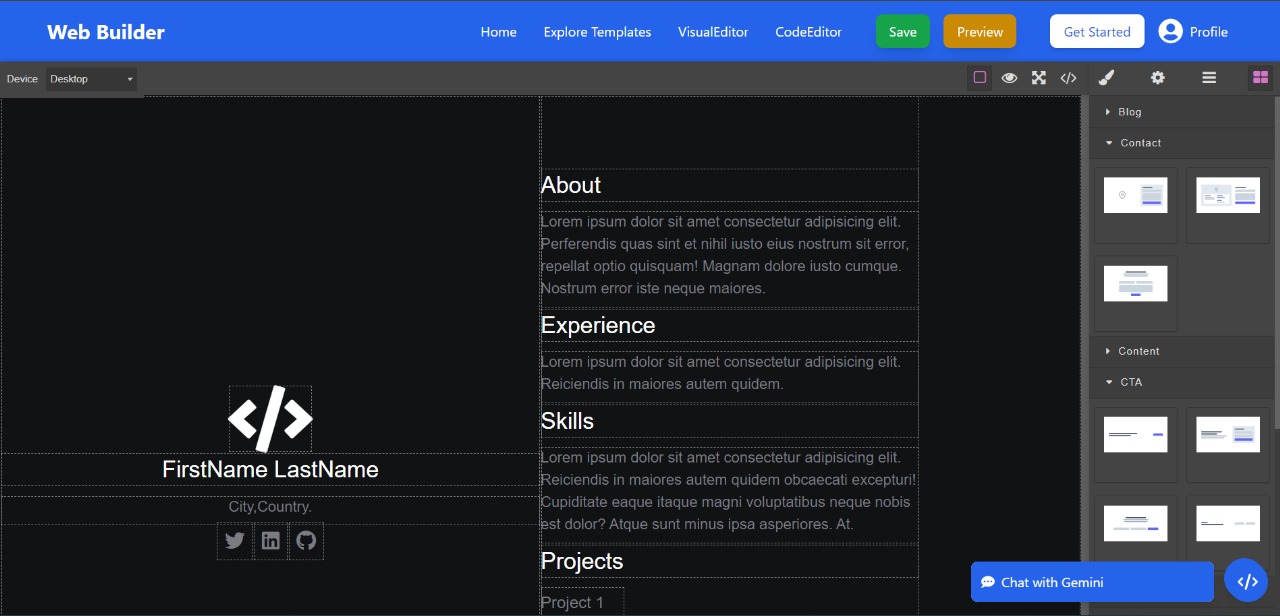 Web Builder
Home
Explore Templates
VisualEditor
CodeEditor
Save
Preview
Get Started
Profile
Device
Desktop
FirstName LastName
City,Country.
About
Lorem ipsum dolor sit amet consectetur adipisicing elit.
Perferendis quas sint et nihil iusto eius nostrum sit error,
repellat optio quisquam! Magnam dolore iusto cumque.
Nostrum error iste neque maiores.
Experience
Lorem ipsum dolor sit amet consectetur adipisicing elit.
Reiciendis in maiores autem quidem.
Skills
Lorem ipsum dolor sit amet consectetur adipisicing elit.
Reiciendis in maiores autem quidem obcaecati excepturi!
Cupiditate eaque itaque magni voluptatibus neque nobis
est dolor? Atque sunt minus ipsa asperiores. At.
Projects
Project 1
Blog
Contact
Content
CTA
Chat with Gemini